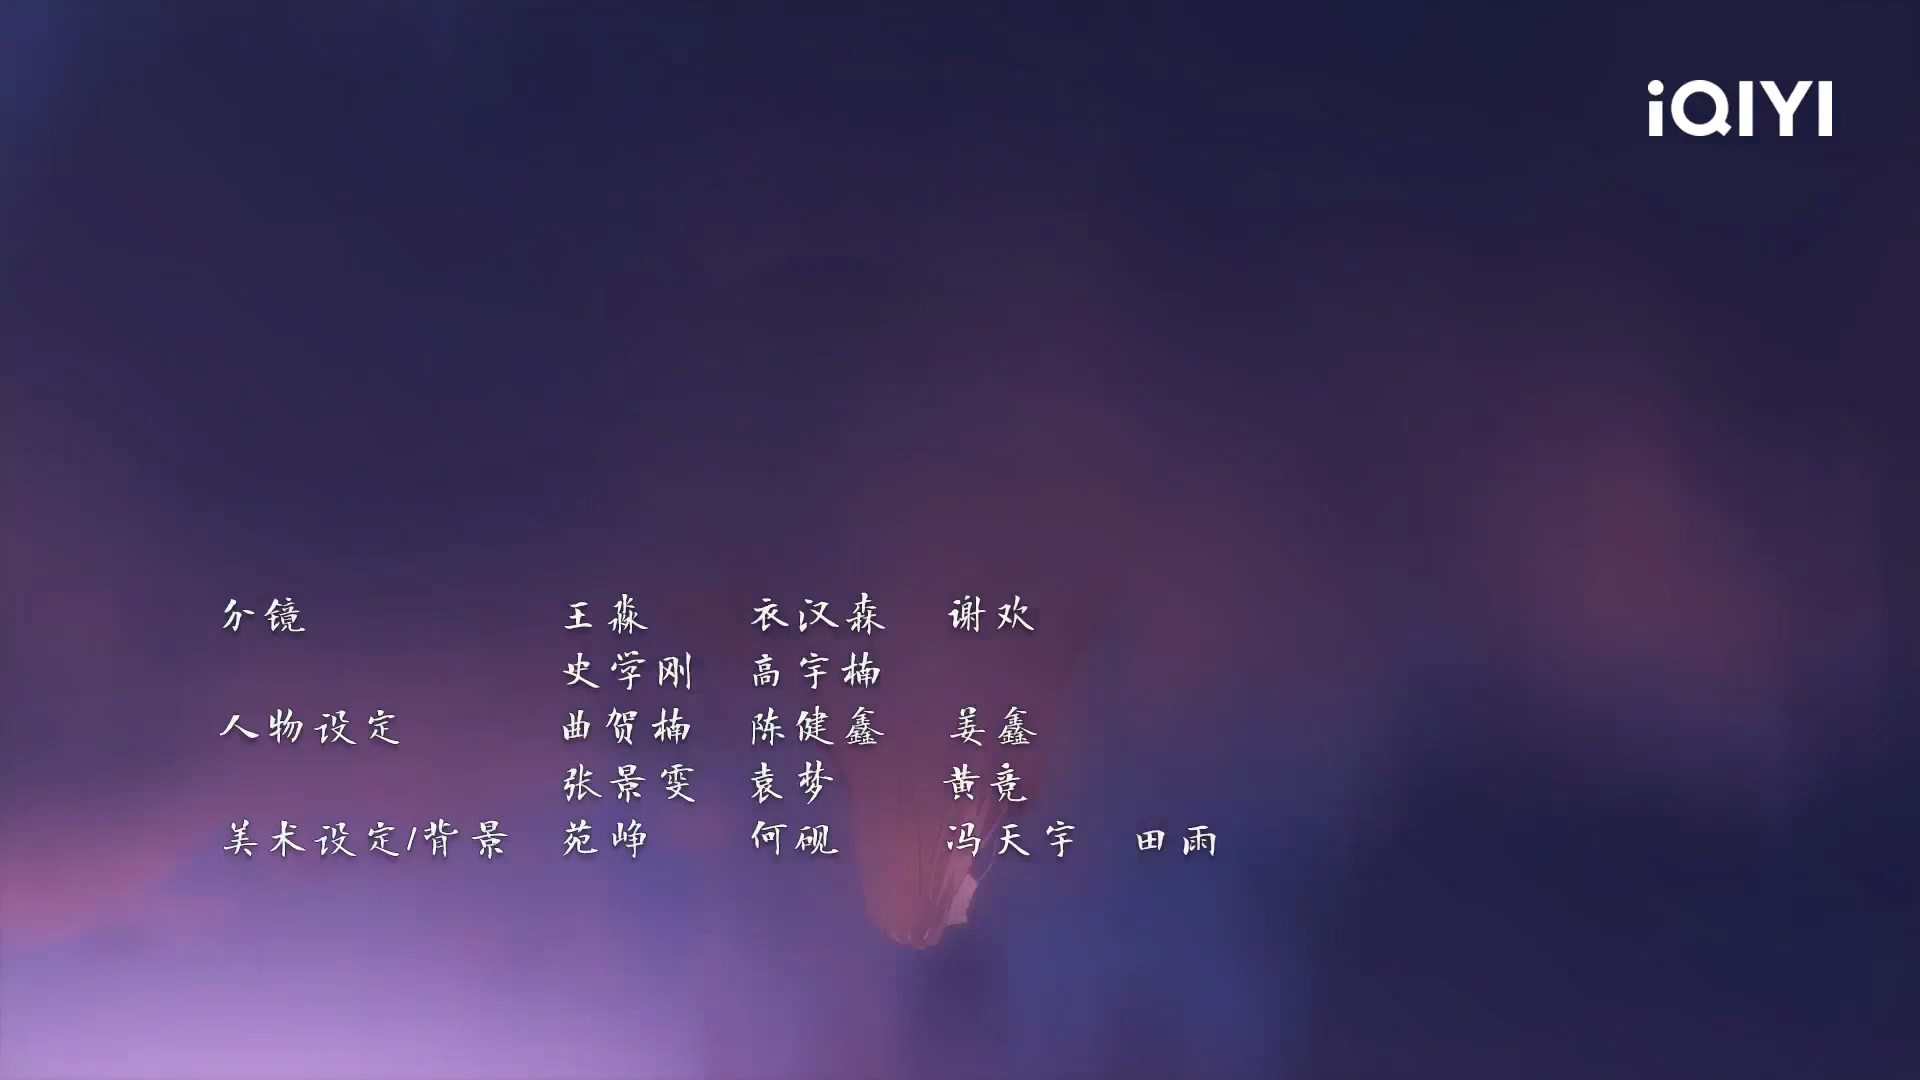 iQIYI
分镜 王淼 衣汉森 谢欢
史学刚 高宇楠
人物设定 曲贺楠 陈健鑫 姜鑫
张景雯 袁梦 黄竟
美术设定/背景 苑峥 何砚 冯天宇 田雨